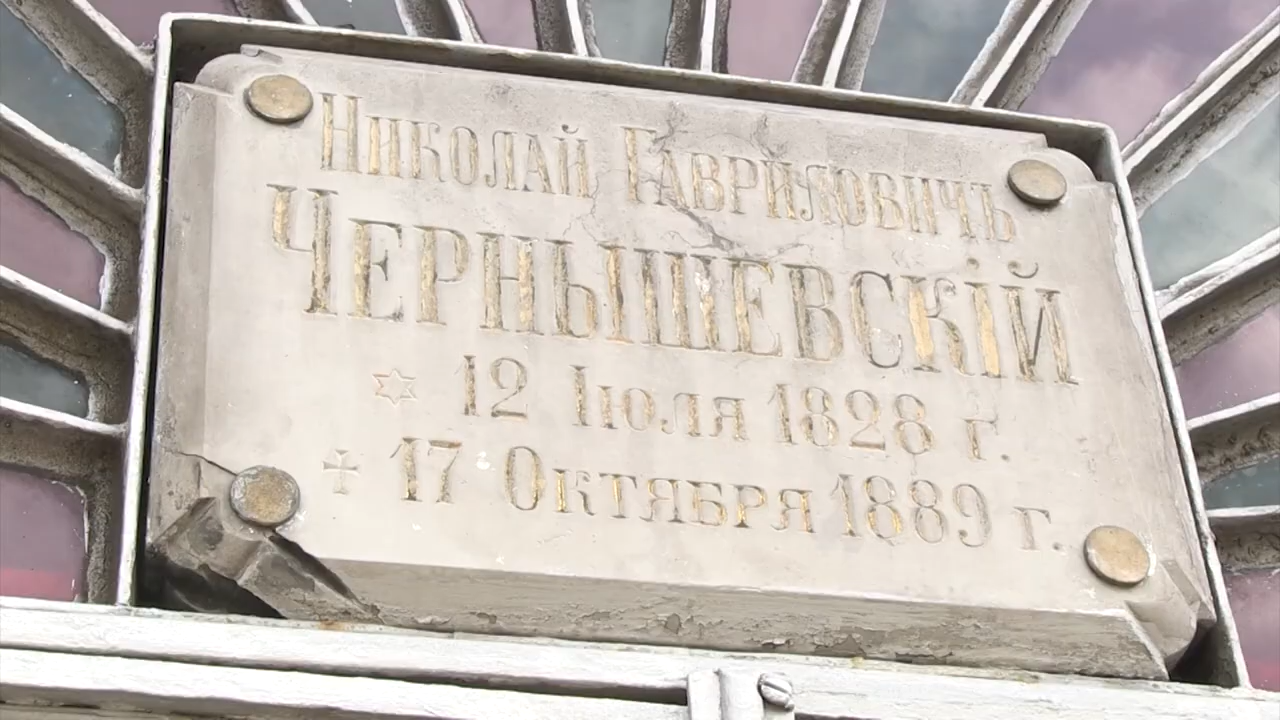 Николай Гавриловичъ
Чернышевскій
✡ 12 Іюля 1828 г.
✠ 17 Октября 1889 г.